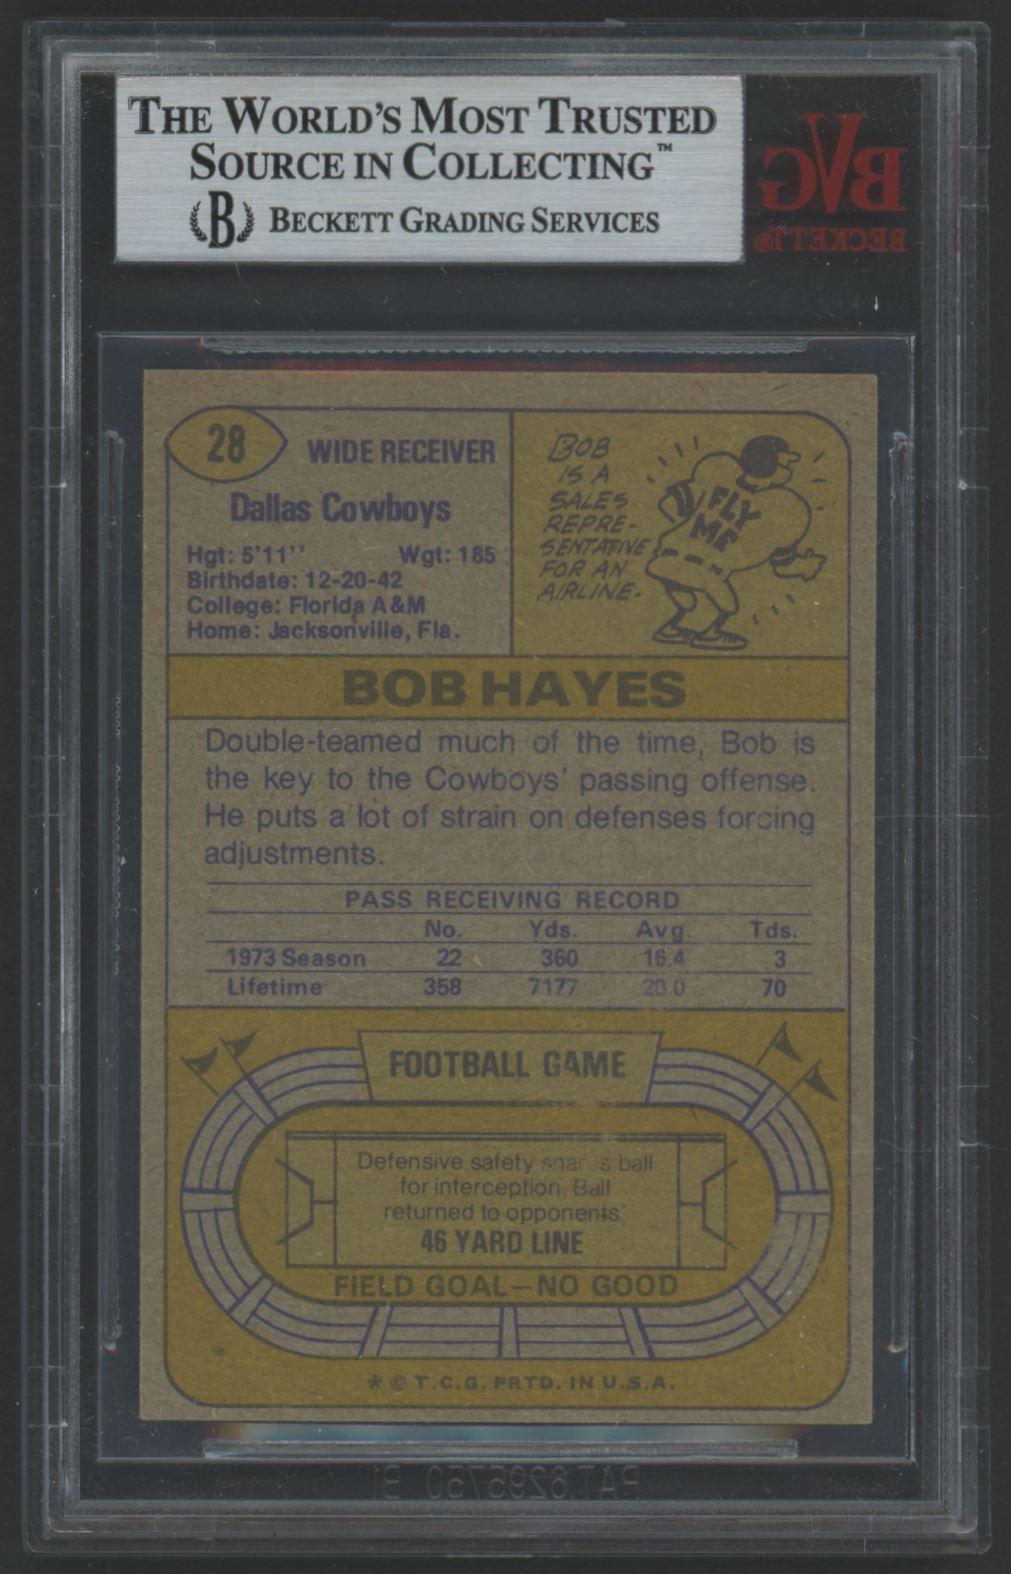 THE WORLD'S MOST TRUSTED
SOURCE IN COLLECTING™
B BECKETT GRADING SERVICES
BVG
BECKETT®
28
WIDE RECEIVER
Dallas Cowboys
Hgt: 5'11'' Wgt: 185
Birthdate: 12-20-42
College: Florida A&M
Home: Jacksonville, Fla.
BOB
IS A
SALES
REPRE-
SENTATIVE
FOR AN
AIRLINE.
FLY
ME
BOB HAYES
Double-teamed much of the time, Bob is
the key to the Cowboys' passing offense.
He puts a lot of strain on defenses forcing
adjustments.
PASS RECEIVING RECORD
No. Yds. Avg. Tds.
1973 Season 22 360 16.4 3
Lifetime 358 7177 20.0 70
FOOTBALL GAME
Defensive safety snares ball
for interception. Ball
returned to opponents'
46 YARD LINE
FIELD GOAL—NO GOOD
* © T.C.G. PRTD. IN U.S.A.
PAT.6295750 B1